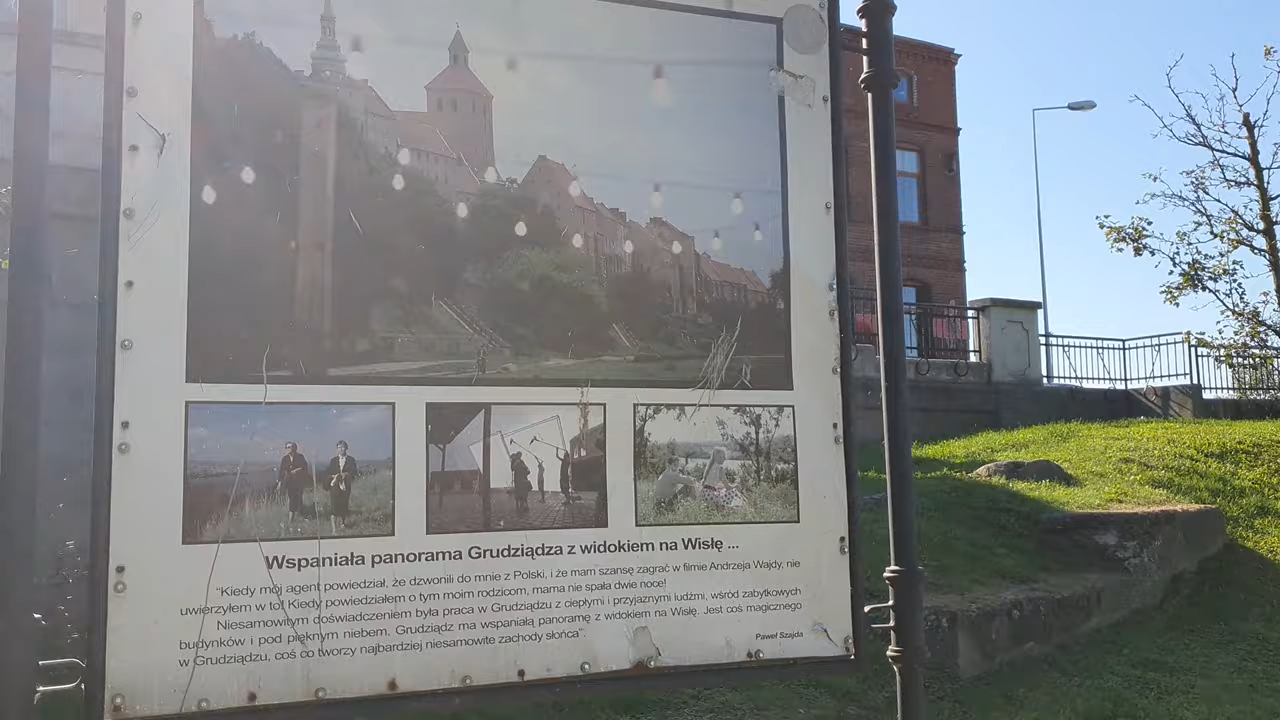 Wspaniała panorama Grudziądza z widokiem na Wisłę ...
“Kiedy mój agent powiedział, że dzwonili do mnie z Polski, i że mam szansę zagrać w filmie Andrzeja Wajdy, nie
uwierzyłem w to! Kiedy powiedziałem o tym moim rodzicom, mama nie spała dwie noce!
Niesamowitym doświadczeniem była praca w Grudziądzu z ciepłymi i przyjaznymi ludźmi, wśród zabytkowych
budynków i pod pięknym niebem. Grudziądz ma wspaniałą panoramę z widokiem na Wisłę. Jest coś magicznego
w Grudziądzu, coś co tworzy najbardziej niesamowite zachody słońca”.
Paweł Szajda